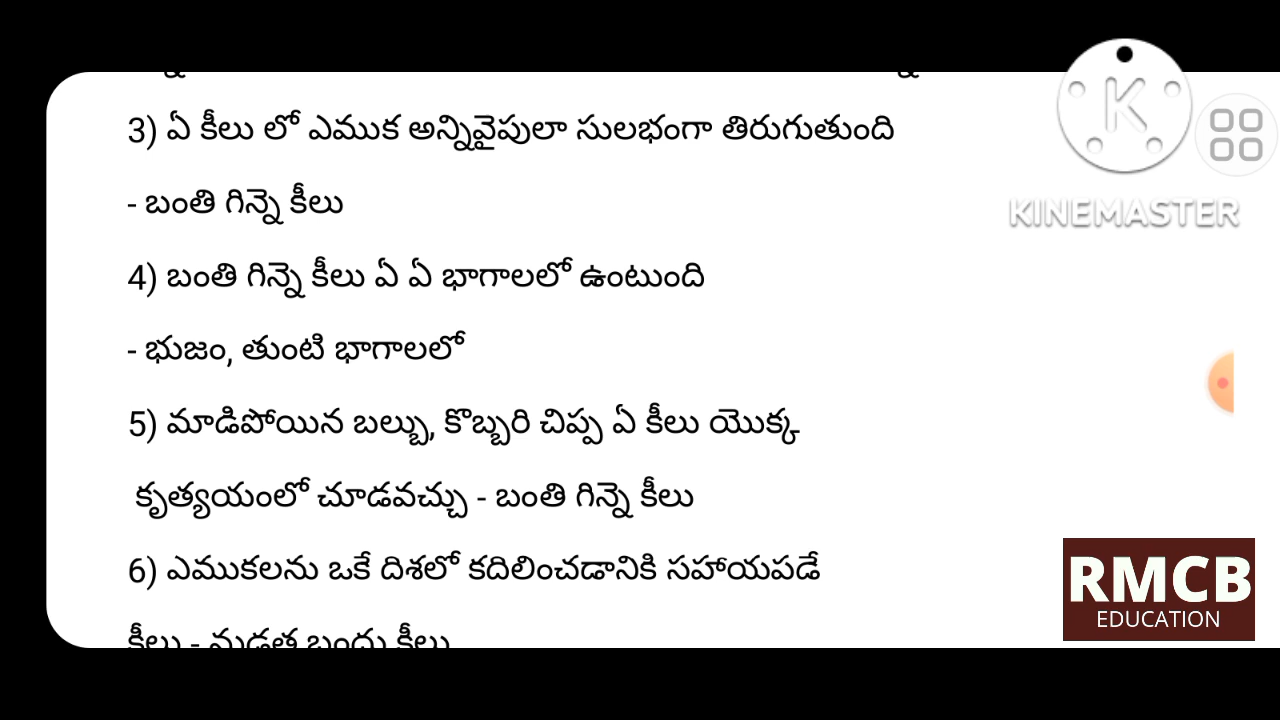 3) ఏ కీలు లో ఎముక అన్నివైపులా సులభంగా తిరుగుతుంది
- బంతి గిన్నె కీలు
4) బంతి గిన్నె కీలు ఏ ఏ భాగాలలో ఉంటుంది
- భుజం, తుంటి భాగాలలో
5) మాడిపోయిన బల్బు, కొబ్బరి చిప్ప ఏ కీలు యొక్క
కృత్యయంలో చూడవచ్చు - బంతి గిన్నె కీలు
6) ఎముకలను ఒకే దిశలో కదిలించడానికి సహాయపడే
కీలు - మడత బందు కీలు
K
KINEMASTER
RMCB
EDUCATION